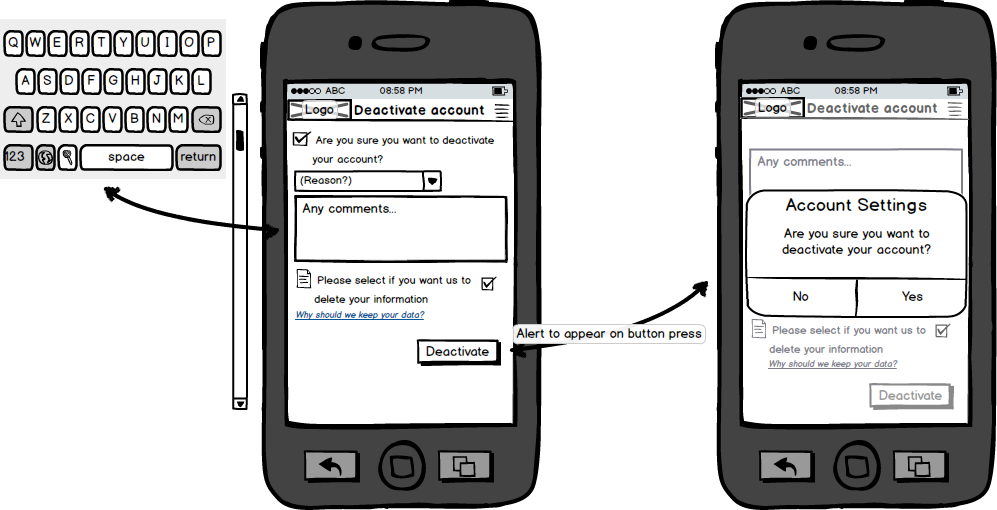 Q W E R T Y U I O P
A S D F G H J K L
Z X C V B N M
123 space return
ABC 08:58 PM
Logo Deactivate account
Are you sure you want to deactivate
your account?
(Reason?)
Any comments...
Please select if you want us to
delete your information
Why should we keep your data?
Deactivate
Alert to appear on button press
ABC 08:58 PM
Logo Deactivate account
Any comments...
Account Settings
Are you sure you want to
deactivate your account?
No Yes
Please select if you want us to
delete your information
Why should we keep your data?
Deactivate